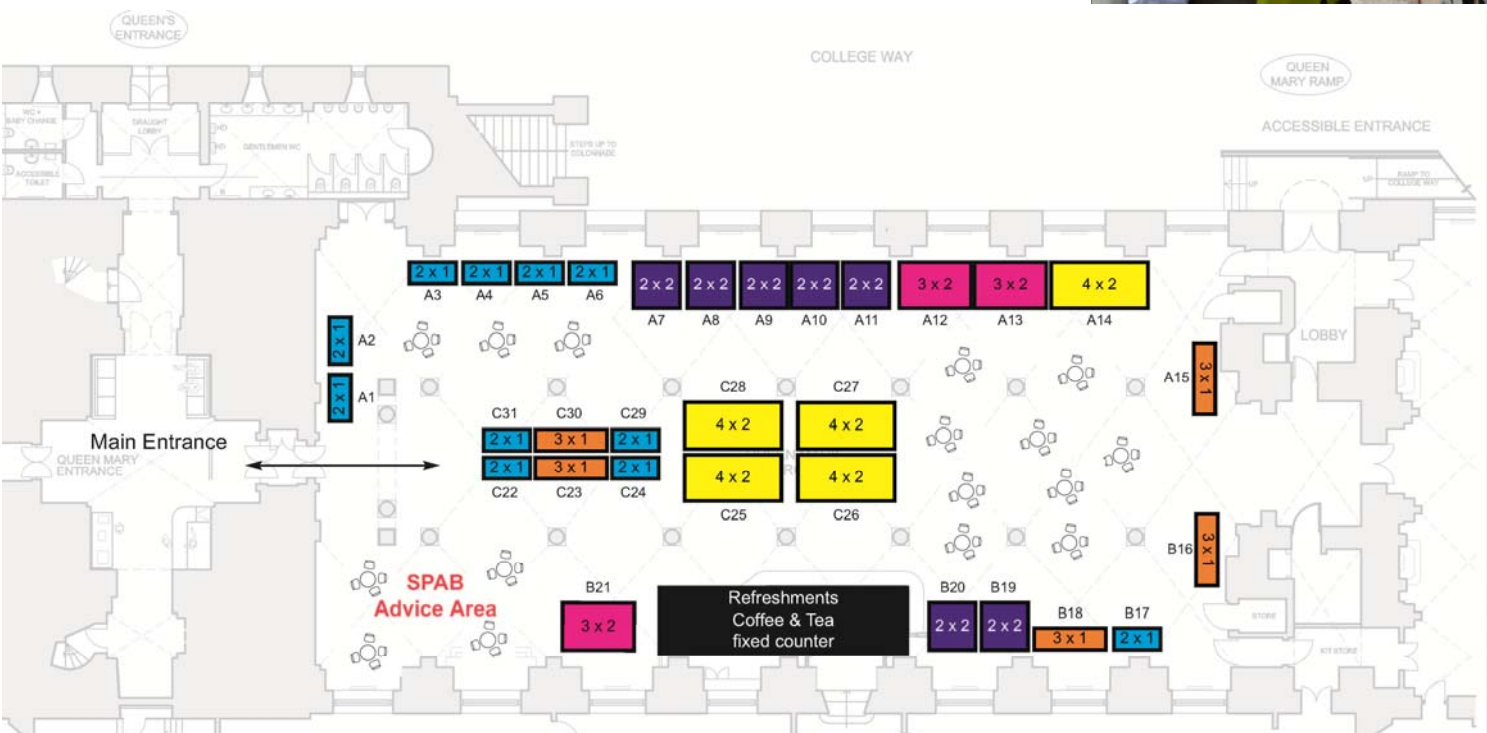 QUEEN'S
ENTRANCE
COLLEGE WAY
QUEEN
MARY RAMP
ACCESSIBLE ENTRANCE
WC +
BABY CHANGE
DRAUGHT
LOBBY
GENTLEMEN WC
STEPS UP TO
COLONNADE
ACCESSIBLE
TOILET
UP
UP
RAMP TO
COLLEGE WAY
2 x 1
2 x 1
2 x 1
2 x 1
A3
A4
A5
A6
2 x 2
2 x 2
2 x 2
2 x 2
2 x 2
3 x 2
3 x 2
4 x 2
A7
A8
A9
A10
A11
A12
A13
A14
2 x 1
A2
2 x 1
A1
LOBBY
A15
3 x 1
C28
C27
C31
C30
C29
4 x 2
4 x 2
2 x 1
3 x 1
2 x 1
2 x 1
3 x 1
2 x 1
4 x 2
4 x 2
C22
C23
C24
C25
C26
Main Entrance
QUEEN MARY
ENTRANCE
B16
3 x 1
SPAB
Advice Area
B21
3 x 2
Refreshments
Coffee & Tea
fixed counter
B20
B19
B18
B17
2 x 2
2 x 2
3 x 1
2 x 1
STORE
KIT STORE